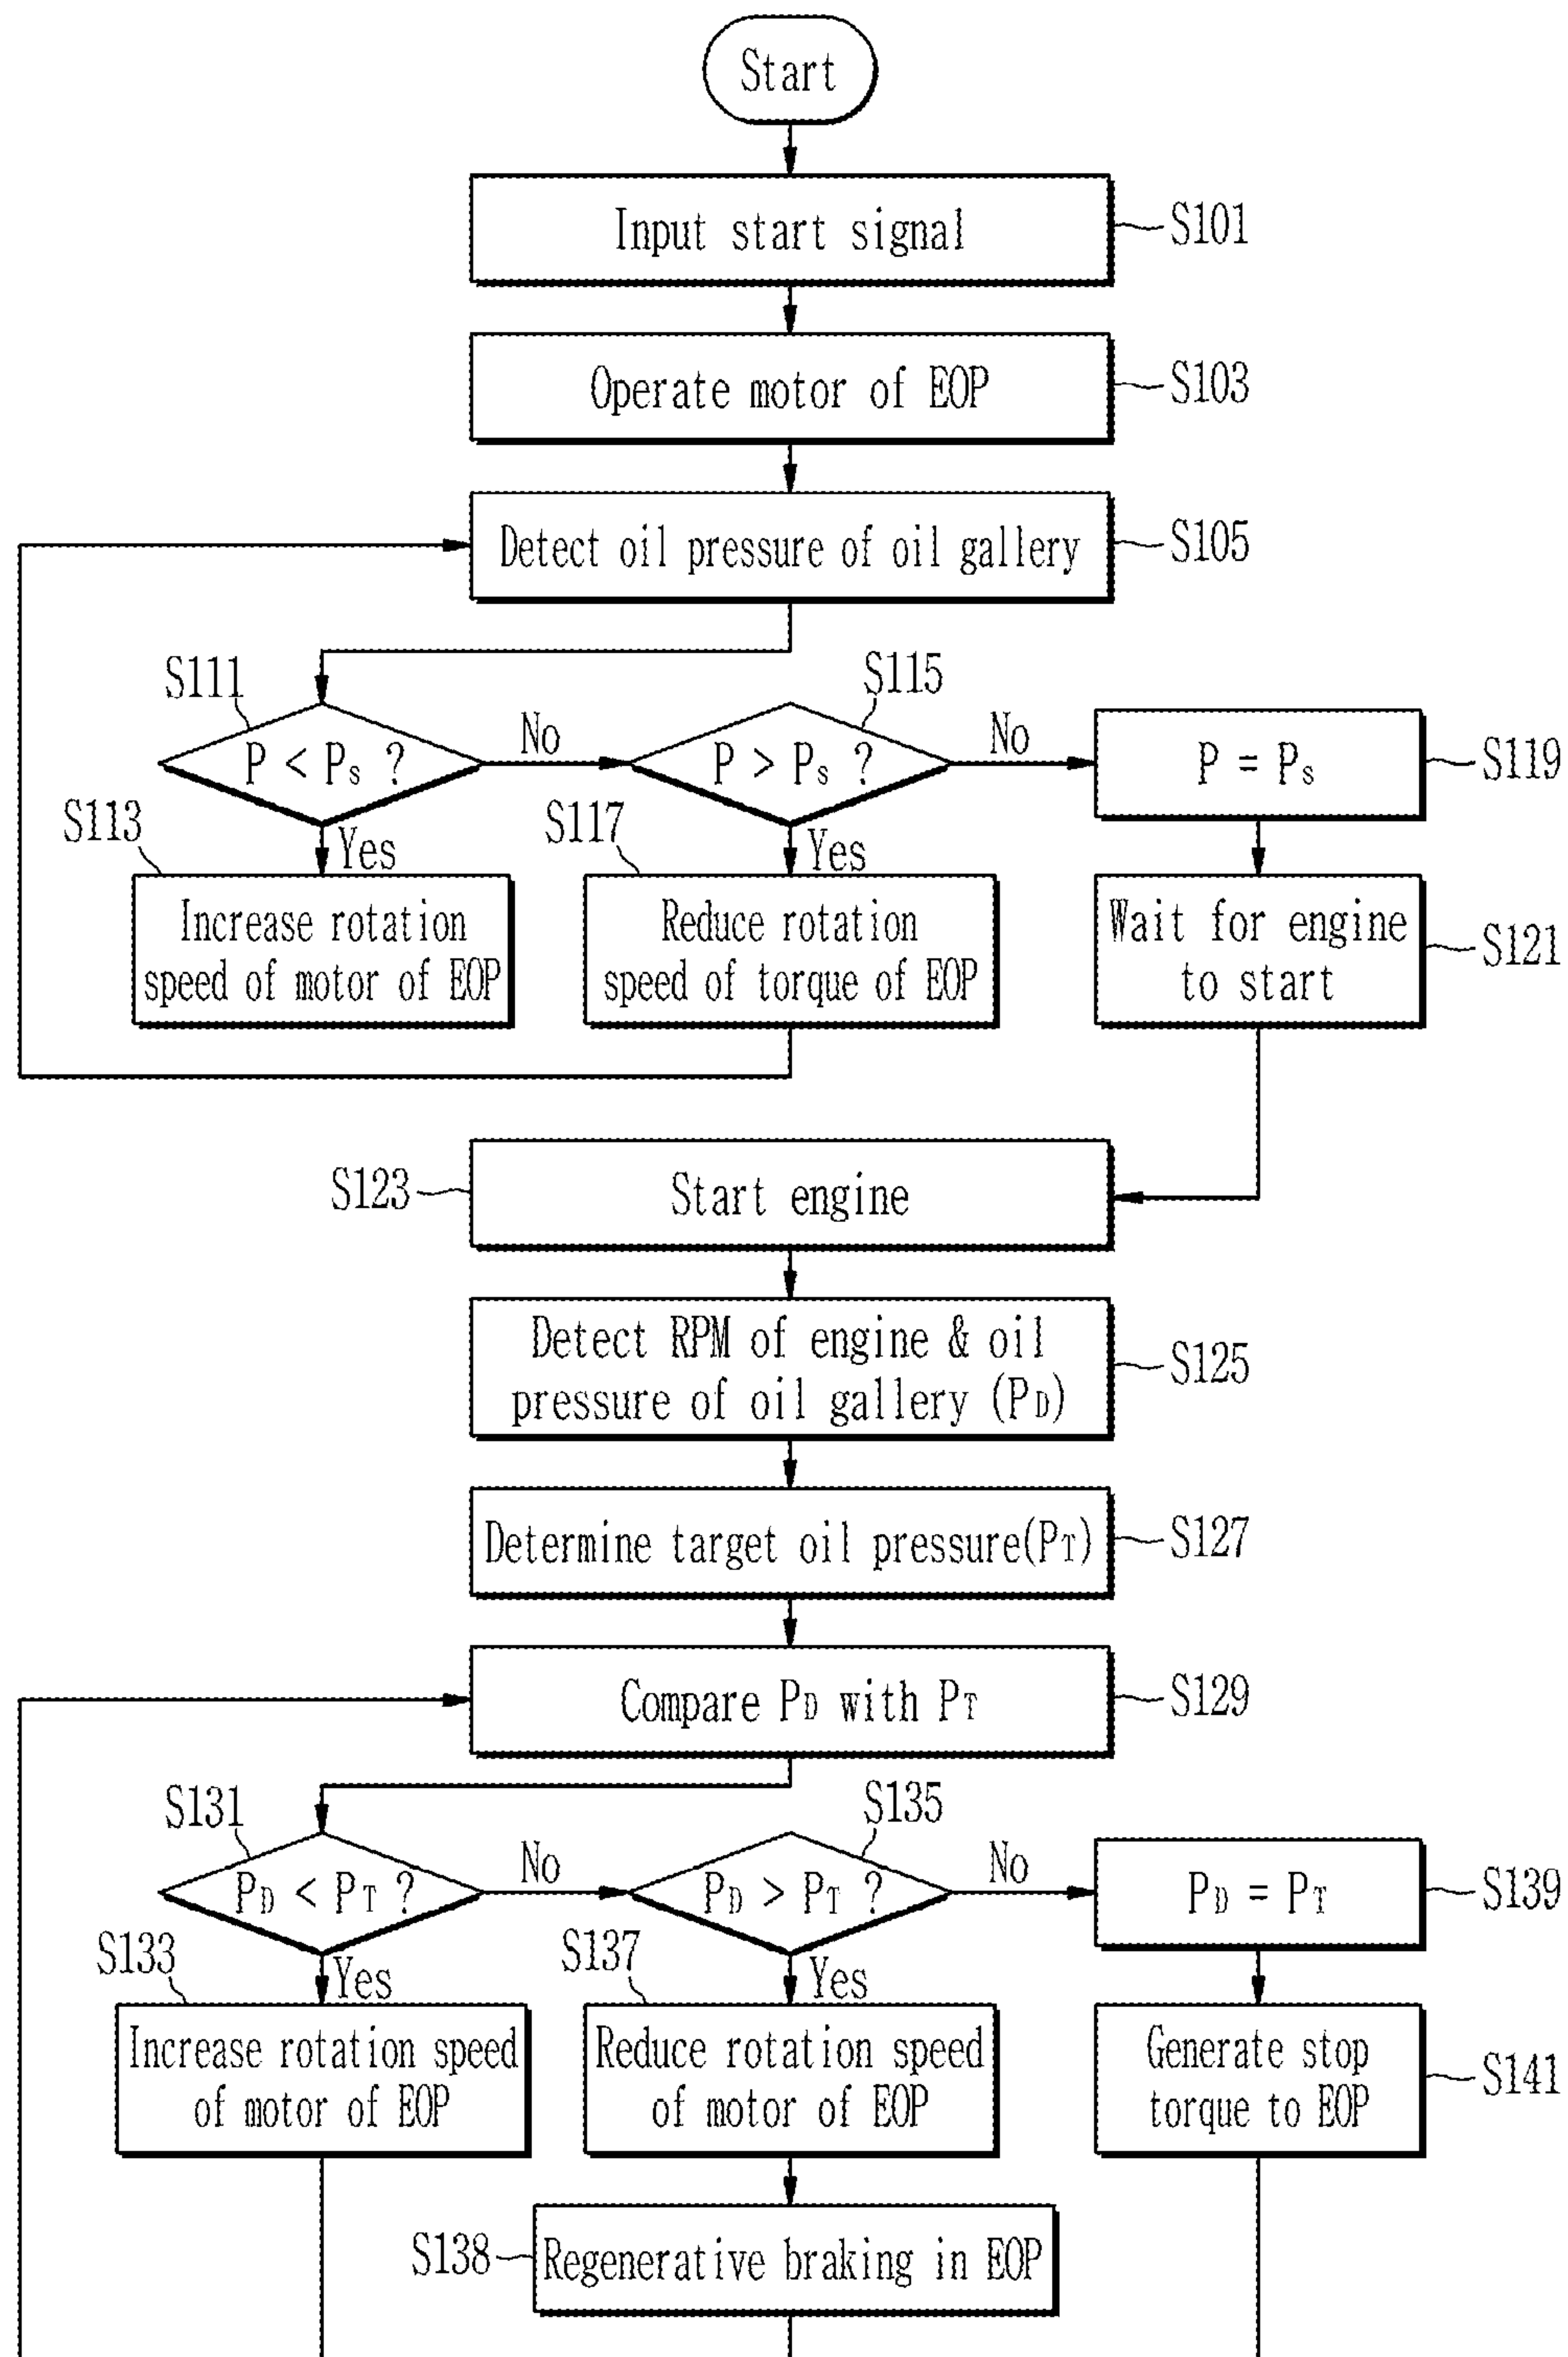 Start
Input start signal
S101
Operate motor of EOP
S103
Detect oil pressure of oil gallery
S105
S111
P < Ps ?
No
S115
P > Ps ?
No
P = Ps
S119
S113
Yes
Increase rotation
speed of motor of EOP
S117
Yes
Reduce rotation
speed of torque of EOP
Wait for engine
to start
S121
S123
Start engine
Detect RPM of engine & oil
pressure of oil gallery (PD)
S125
Determine target oil pressure(PT)
S127
Compare PD with PT
S129
S131
PD < PT ?
No
S135
PD > PT ?
No
PD = PT
S139
S133
Yes
Increase rotation speed
of motor of EOP
S137
Yes
Reduce rotation speed
of motor of EOP
Generate stop
torque to EOP
S141
S138
Regenerative braking in EOP